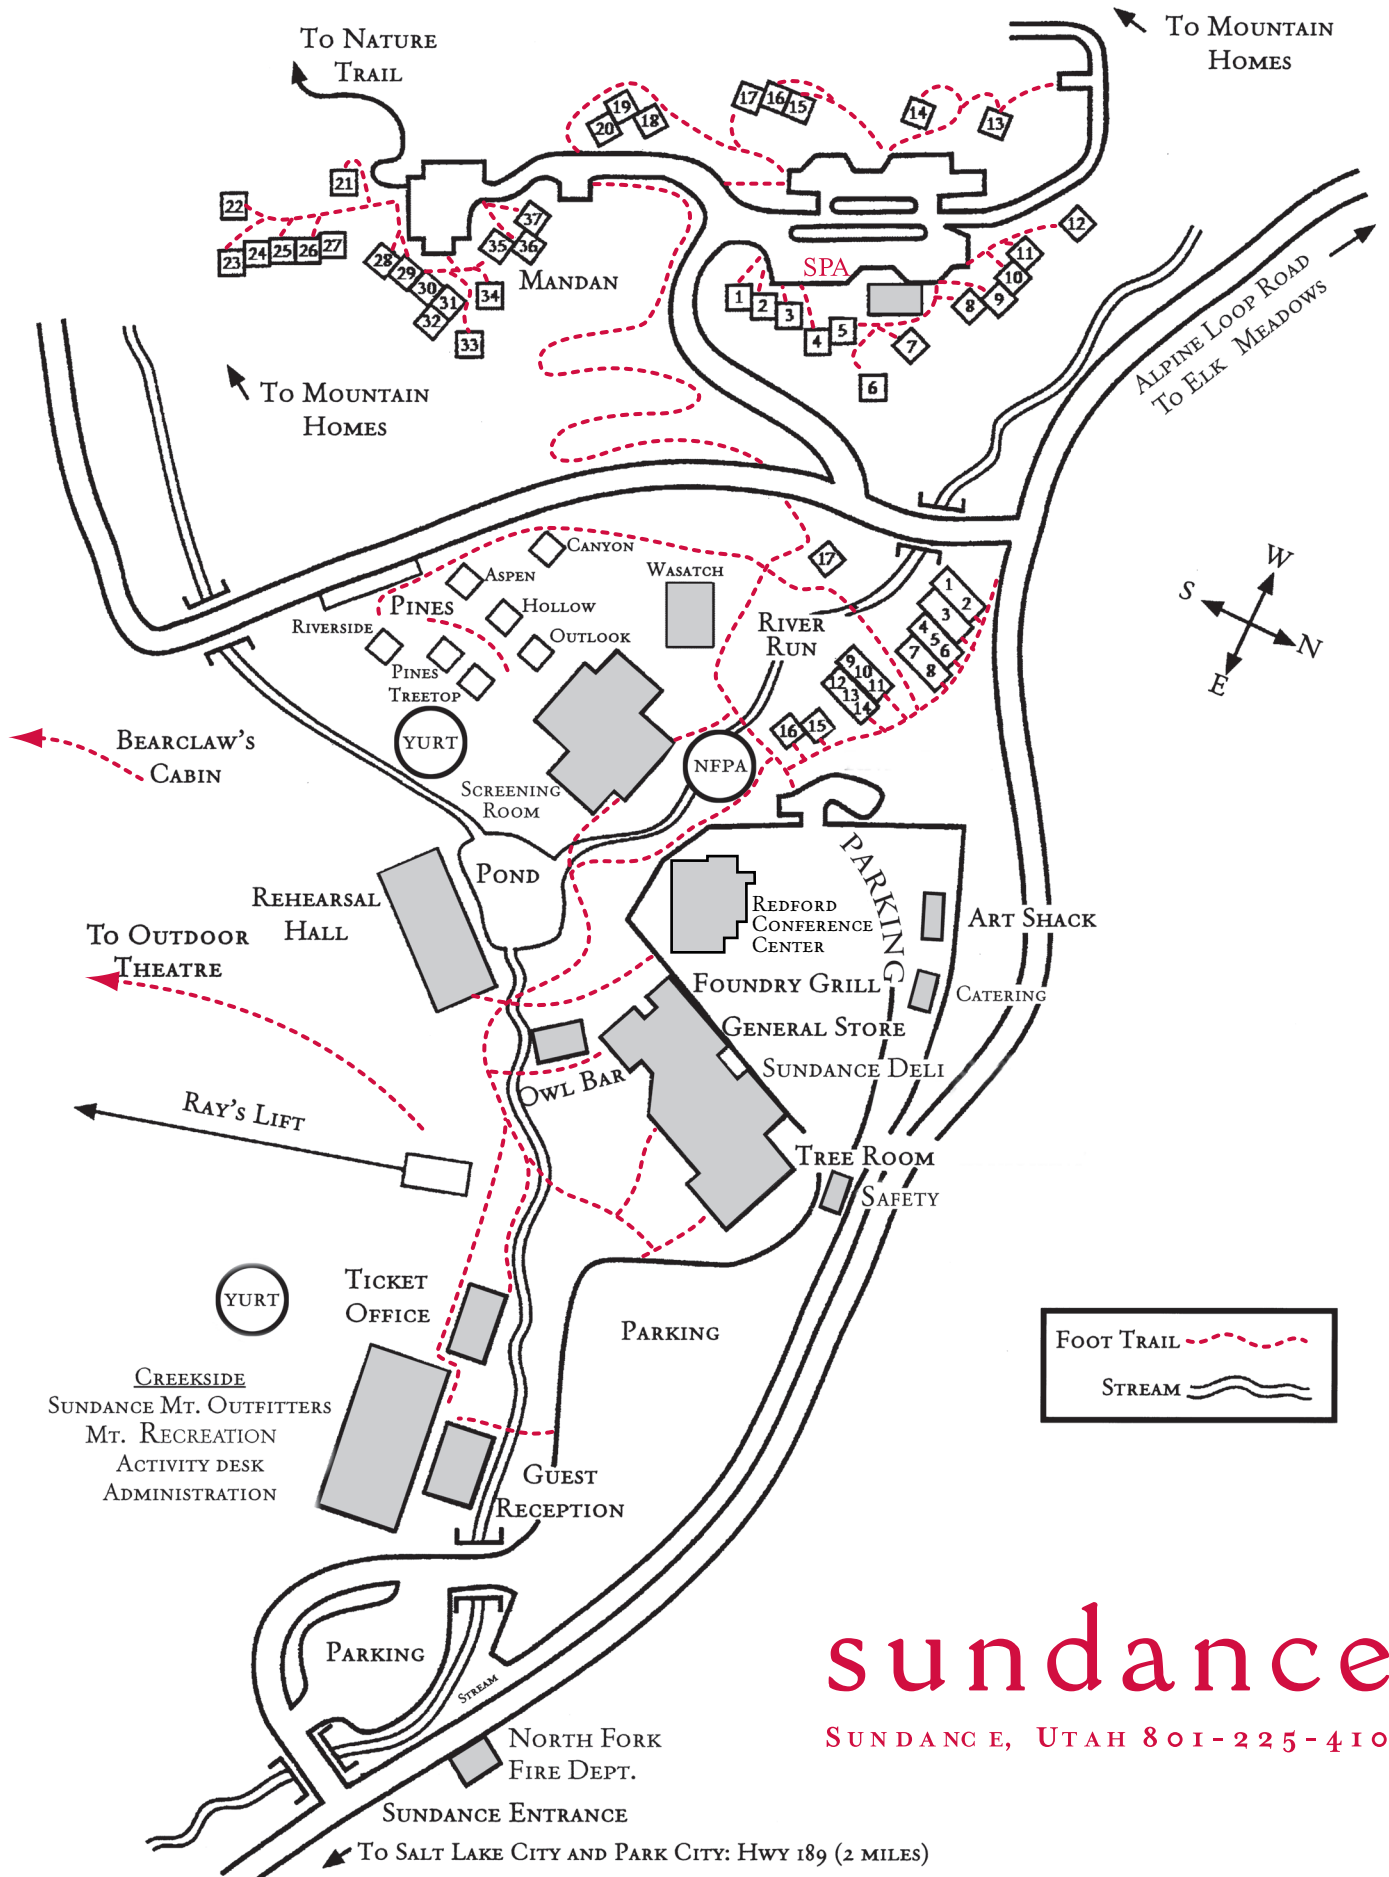 To Nature
Trail
To Mountain
Homes
19
20
18
17
16
15
14
13
21
22
23
24
25
26
27
28
29
30
31
32
33
34
35
36
37
Mandan
12
11
10
9
8
7
6
5
4
3
2
1
SPA
Alpine Loop Road
To Elk Meadows
To Mountain
Homes
Canyon
Aspen
Hollow
Outlook
Pines
Riverside
Pines
Treetop
Wasatch
17
River
Run
1
2
3
4
5
6
7
8
9
10
11
12
13
14
15
16
W
S
N
E
Bearclaw's
Cabin
YURT
NFPA
Screening
Room
Pond
Parking
Rehearsal
Hall
Redford
Conference
Center
Art Shack
To Outdoor
Theatre
Foundry Grill
Catering
General Store
Sundance Deli
Owl Bar
Ray's Lift
Tree Room
Safety
YURT
Ticket
Office
Parking
Foot Trail
Stream
Creekside
Sundance Mt. Outfitters
Mt. Recreation
Activity desk
Administration
Guest
Reception
Parking
Stream
sundance
Sundance, Utah 801-225-410
North Fork
Fire Dept.
Sundance Entrance
To Salt Lake City and Park City: Hwy 189 (2 miles)